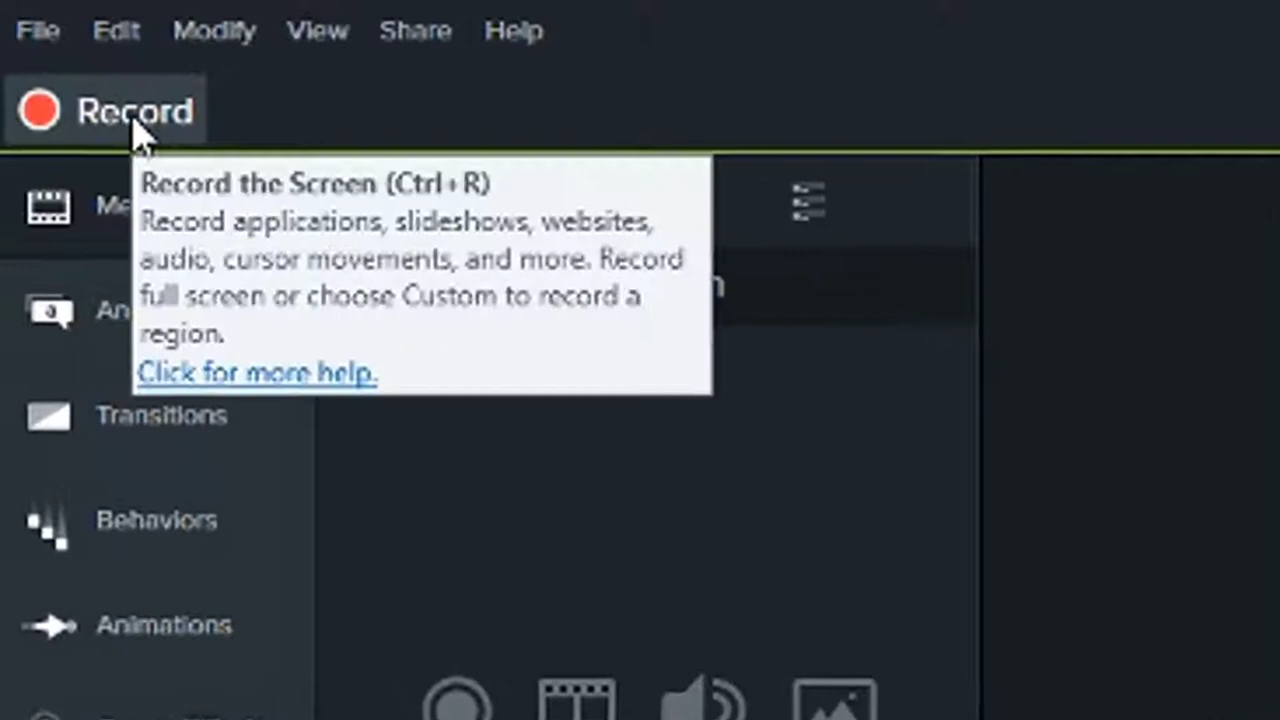 File Edit Modify View Share Help
Record
Record the Screen (Ctrl+R)
Record applications, slideshows, websites,
audio, cursor movements, and more. Record
full screen or choose Custom to record a
region.
Click for more help.
Transitions
Behaviors
Animations